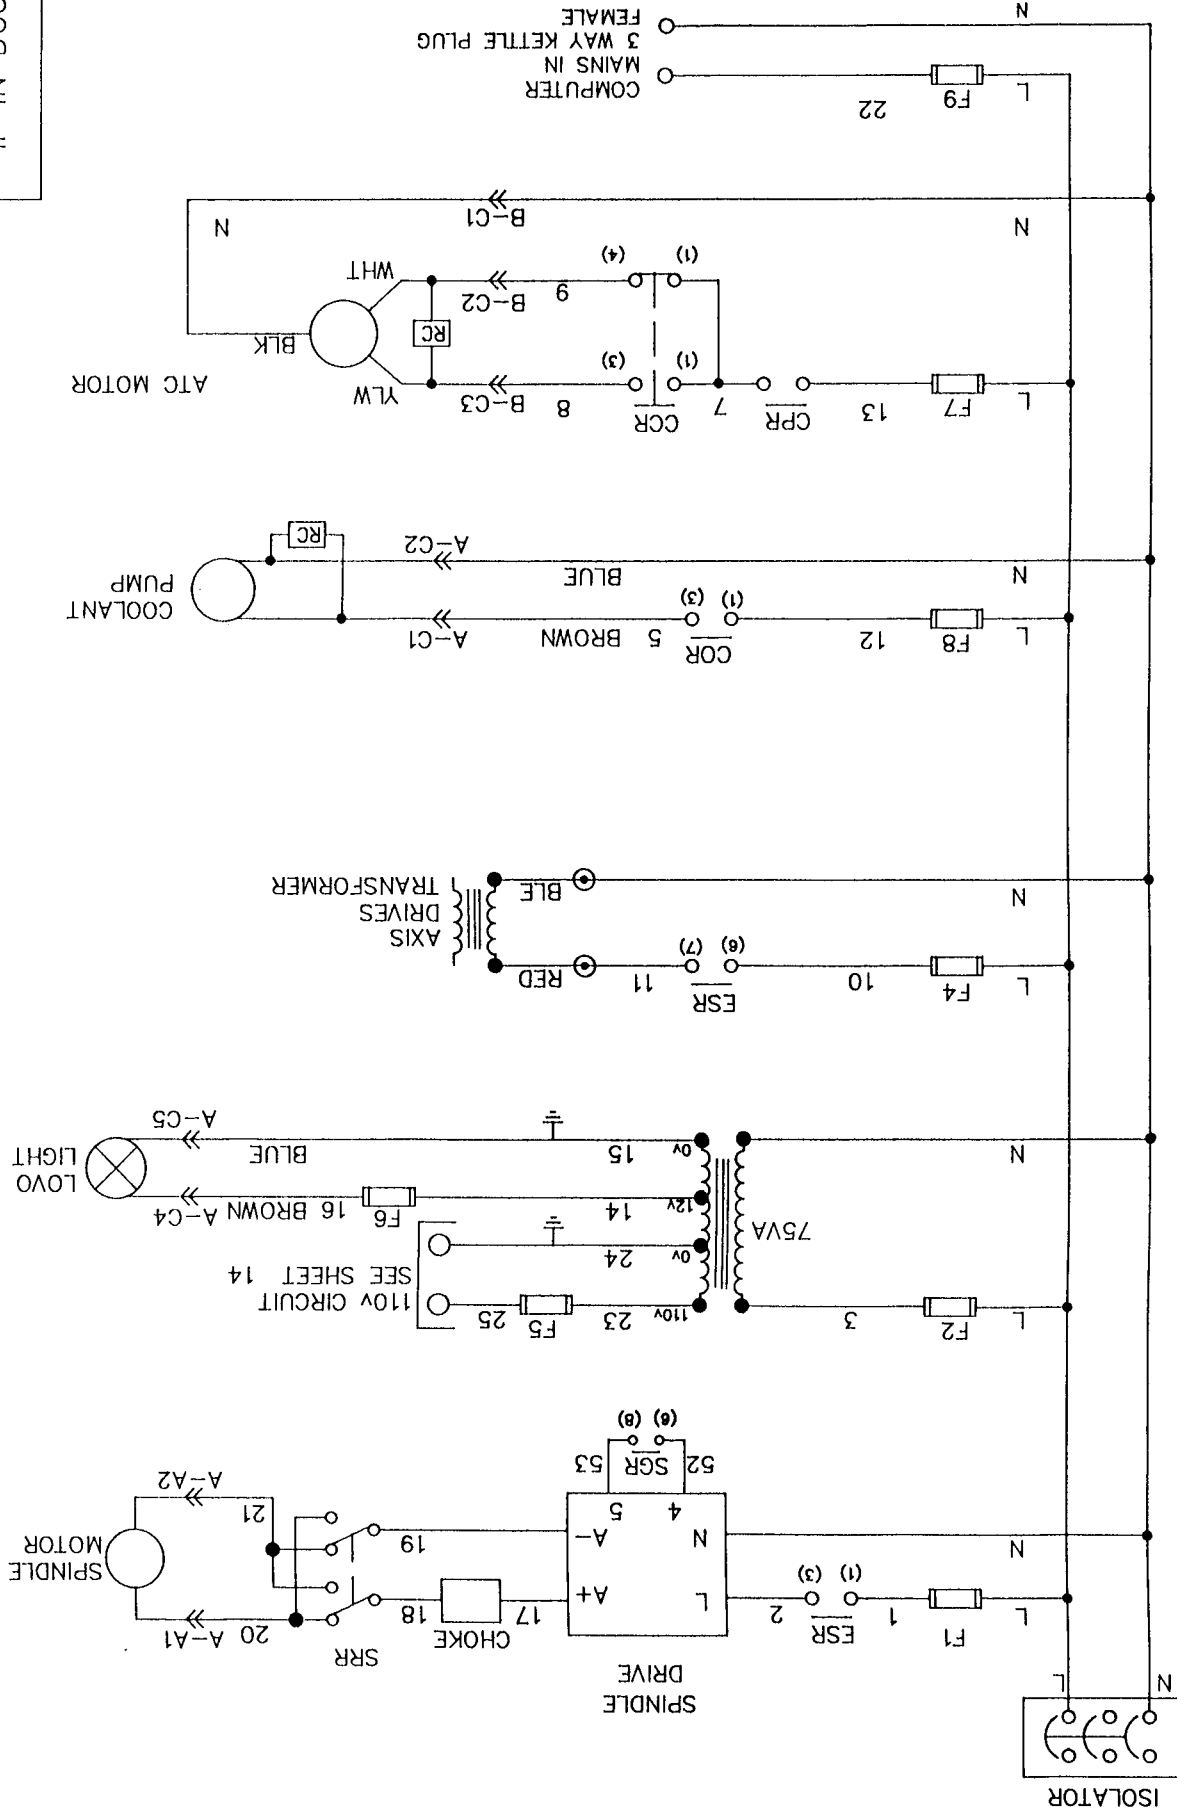 ISOLATOR
N L
SPINDLE
DRIVE
L F1 1 ESR 2
(1) (3)
L A+
17 CHOKE 18
SRR
20 A-A1
SPINDLE
MOTOR
N
N A-
19
21 A-A2
4 5
52 SGR 53
(6) (8)
L F2 3
75VA
N
110v 23 F5 25
110v CIRCUIT
SEE SHEET 14
0v 24
12v 14 F6 16 BROWN A-C4
LOVO
LIGHT
0v 15 BLUE A-C5
L F4 10 ESR 11 RED
(6) (7)
AXIS
DRIVES
TRANSFORMER
N BLE
L F8 12 COR 5 BROWN A-C1
(1) (3)
COOLANT
PUMP
N BLUE A-C2
RC
L F7 13 CPR 7 CCR 8 B-C3 YLW
(1) (3)
ATC MOTOR
RC
BLK
(1) (4)
9 B-C2 WHT
N B-C1 N
L F9 22
COMPUTER
MAINS IN
3 WAY KETTLE PLUG
FEMALE
N